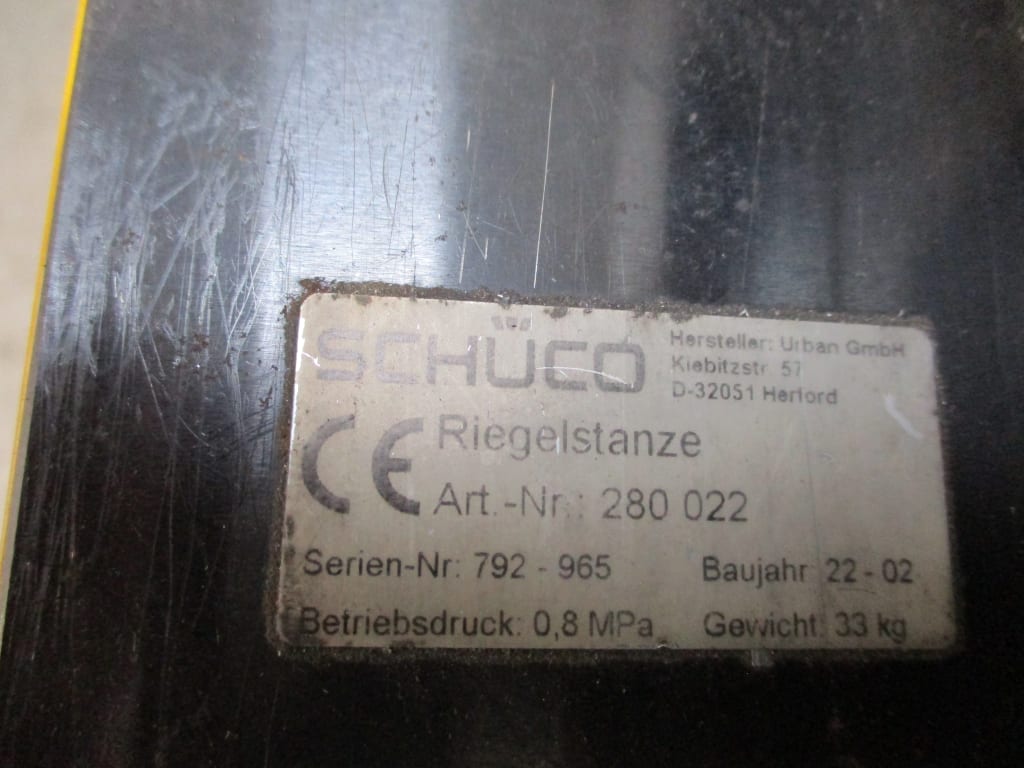 SCHÜCO
Hersteller: Urban GmbH
Kiebitzstr. 57
D-32051 Herford
CE
Riegelstanze
Art.-Nr.: 280 022
Serien-Nr: 792 - 965
Baujahr 22 - 02
Betriebsdruck: 0,8 MPa
Gewicht: 33 kg